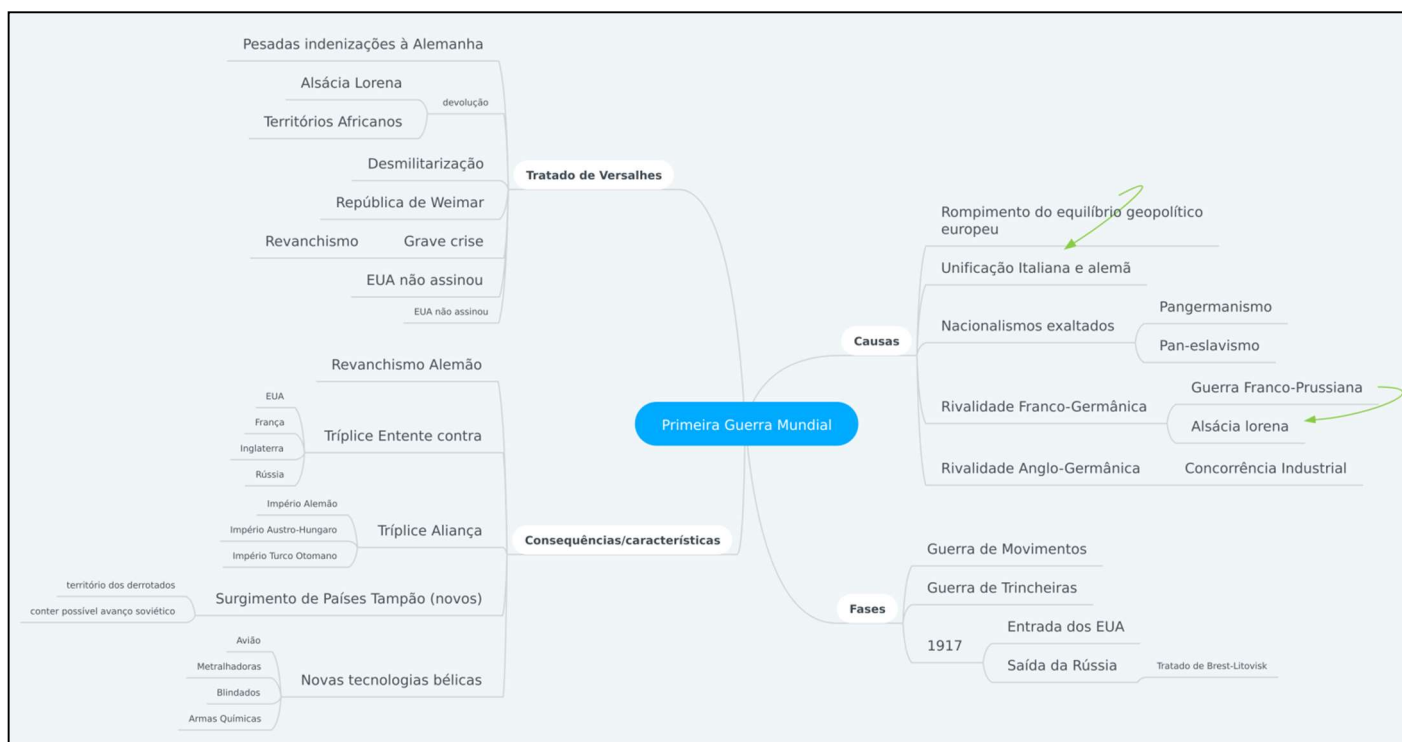 Pesadas indenizações à Alemanha
Alsácia Lorena
devolução
Territórios Africanos
Desmilitarização
Tratado de Versalhes
República de Weimar
Revanchismo
Grave crise
EUA não assinou
EUA não assinou
Revanchismo Alemão
EUA
França
Tríplice Entente contra
Inglaterra
Rússia
Império Alemão
Império Austro-Hungaro
Tríplice Aliança
Império Turco Otomano
Consequências/características
território dos derrotados
Surgimento de Países Tampão (novos)
conter possível avanço soviético
Avião
Metralhadoras
Novas tecnologias bélicas
Blindados
Armas Químicas
Primeira Guerra Mundial
Causas
Rompimento do equilíbrio geopolítico
europeu
Unificação Italiana e alemã
Nacionalismos exaltados
Pangermanismo
Pan-eslavismo
Rivalidade Franco-Germânica
Guerra Franco-Prussiana
Alsácia lorena
Rivalidade Anglo-Germânica
Concorrência Industrial
Fases
Guerra de Movimentos
Guerra de Trincheiras
1917
Entrada dos EUA
Saída da Rússia
Tratado de Brest-Litovisk